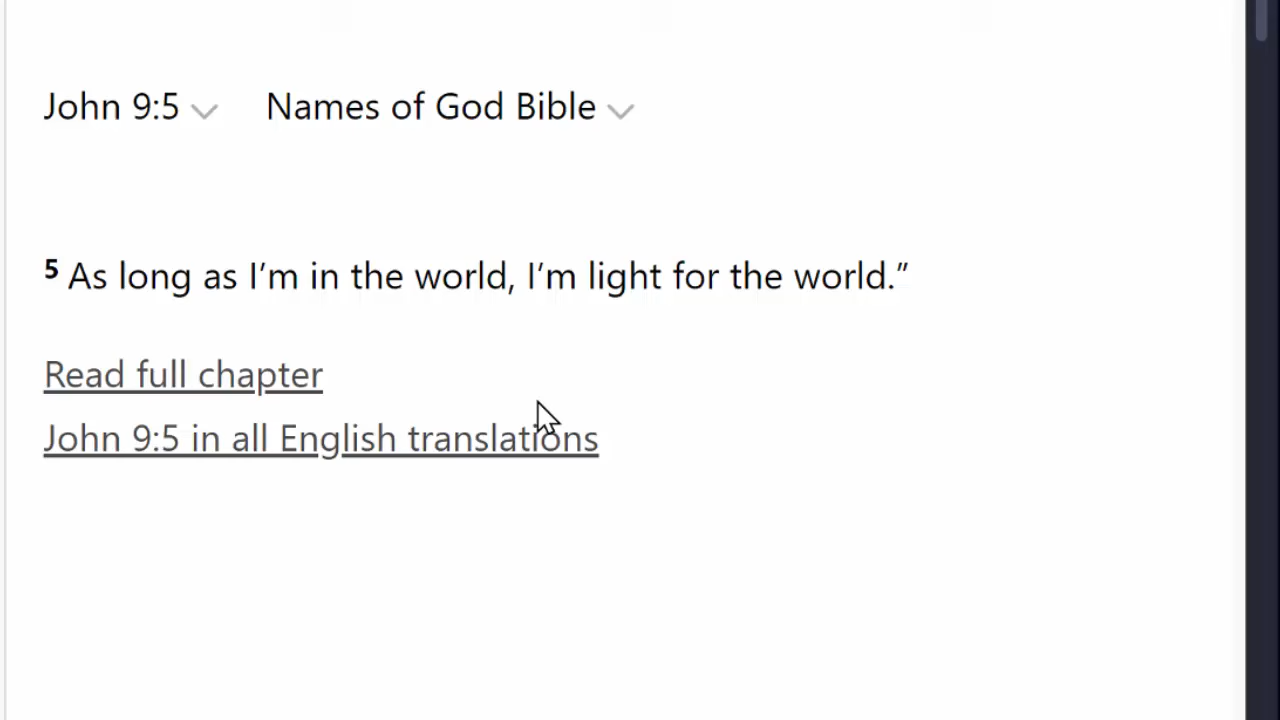 John 9:5 Names of God Bible
5 As long as I’m in the world, I’m light for the world.”
Read full chapter
John 9:5 in all English translations